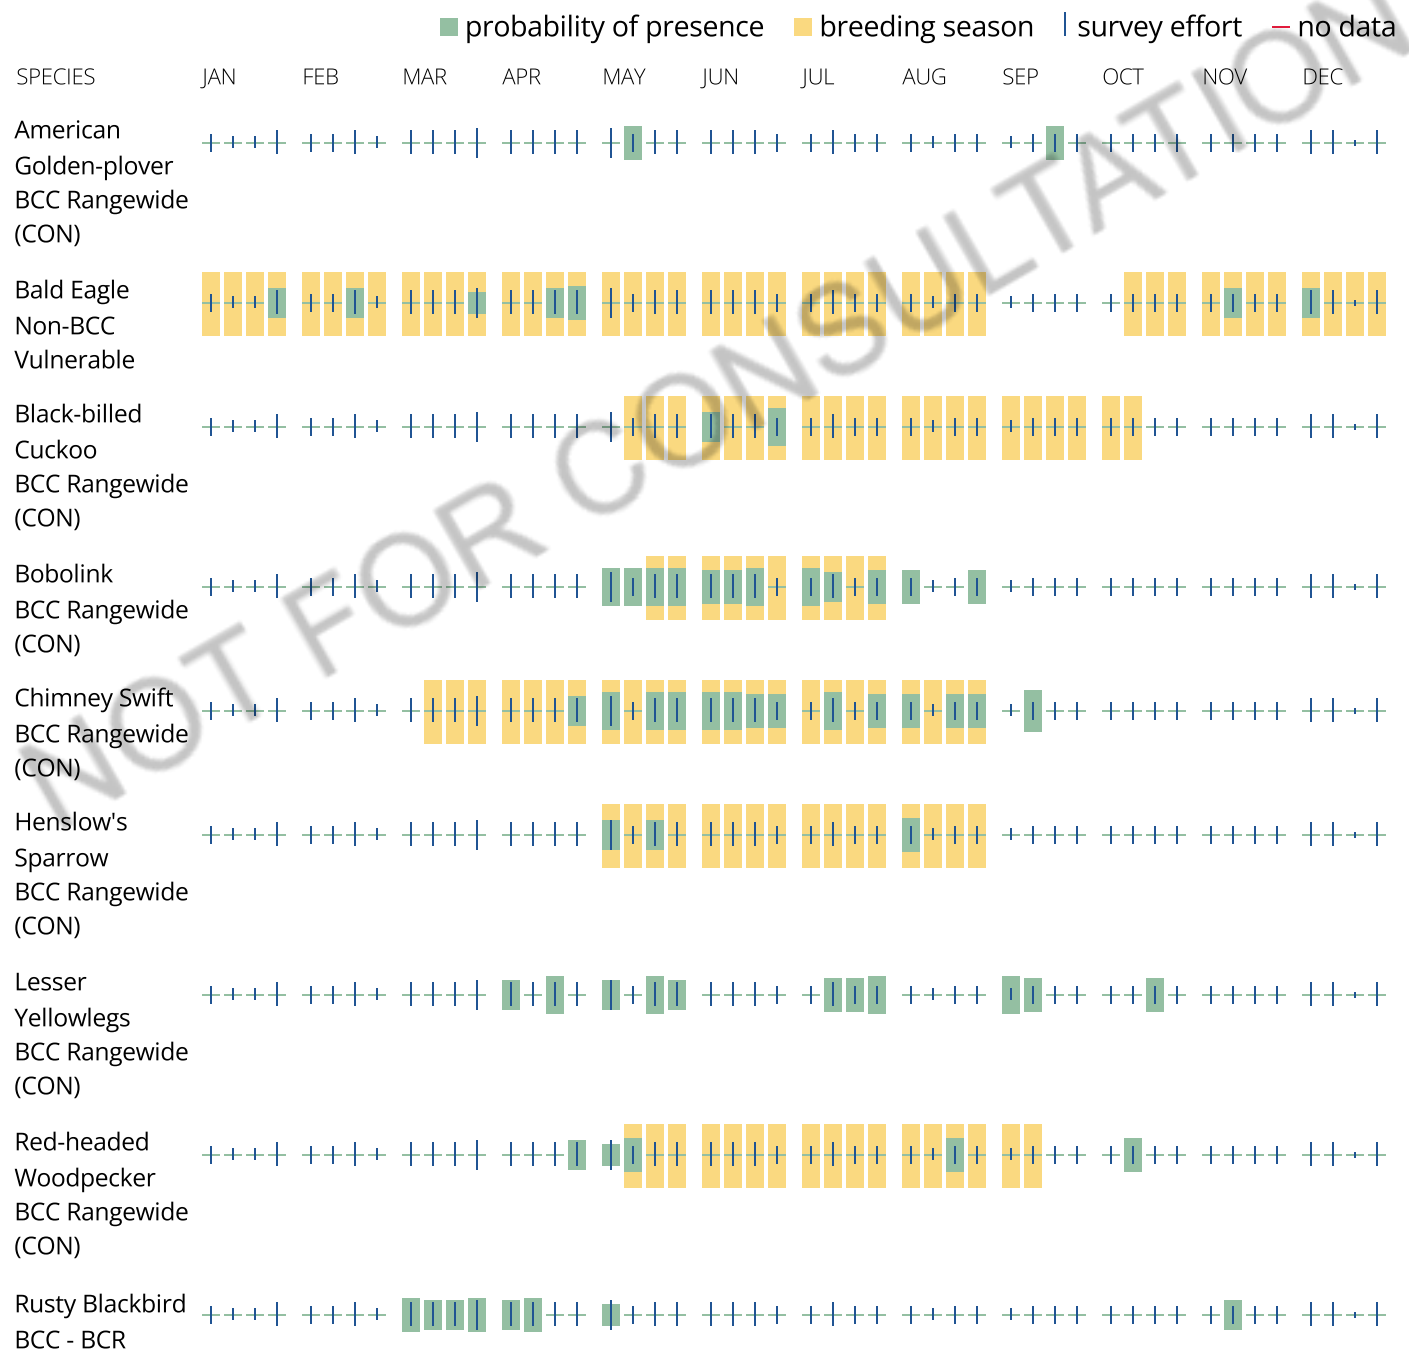 probability of presence breeding season survey effort no data
SPECIES JAN FEB MAR APR MAY JUN JUL AUG SEP OCT NOV DEC
American
Golden-plover
BCC Rangewide
(CON)
Bald Eagle
Non-BCC
Vulnerable
Black-billed
Cuckoo
BCC Rangewide
(CON)
Bobolink
BCC Rangewide
(CON)
Chimney Swift
BCC Rangewide
(CON)
Henslow's
Sparrow
BCC Rangewide
(CON)
Lesser
Yellowlegs
BCC Rangewide
(CON)
Red-headed
Woodpecker
BCC Rangewide
(CON)
Rusty Blackbird
BCC - BCR
NOT FOR CONSULTATION